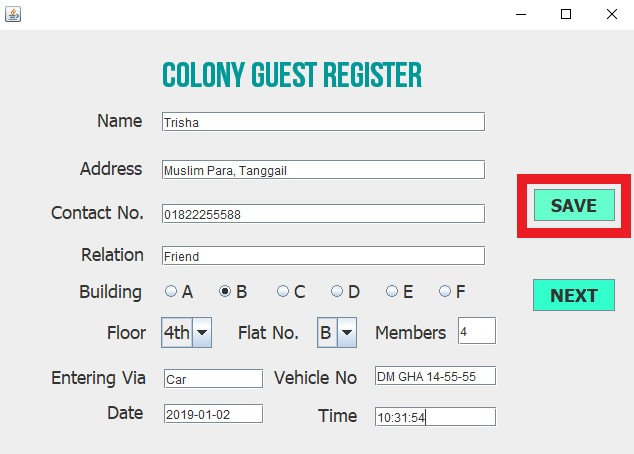 COLONY GUEST REGISTER
Name Trisha
Address Muslim Para, Tanggail
Contact No. 01822255588
SAVE
Relation Friend
Building A B C D E F
NEXT
Floor 4th Flat No. B Members 4
Entering Via Car Vehicle No DM GHA 14-55-55
Date 2019-01-02 Time 10:31:54